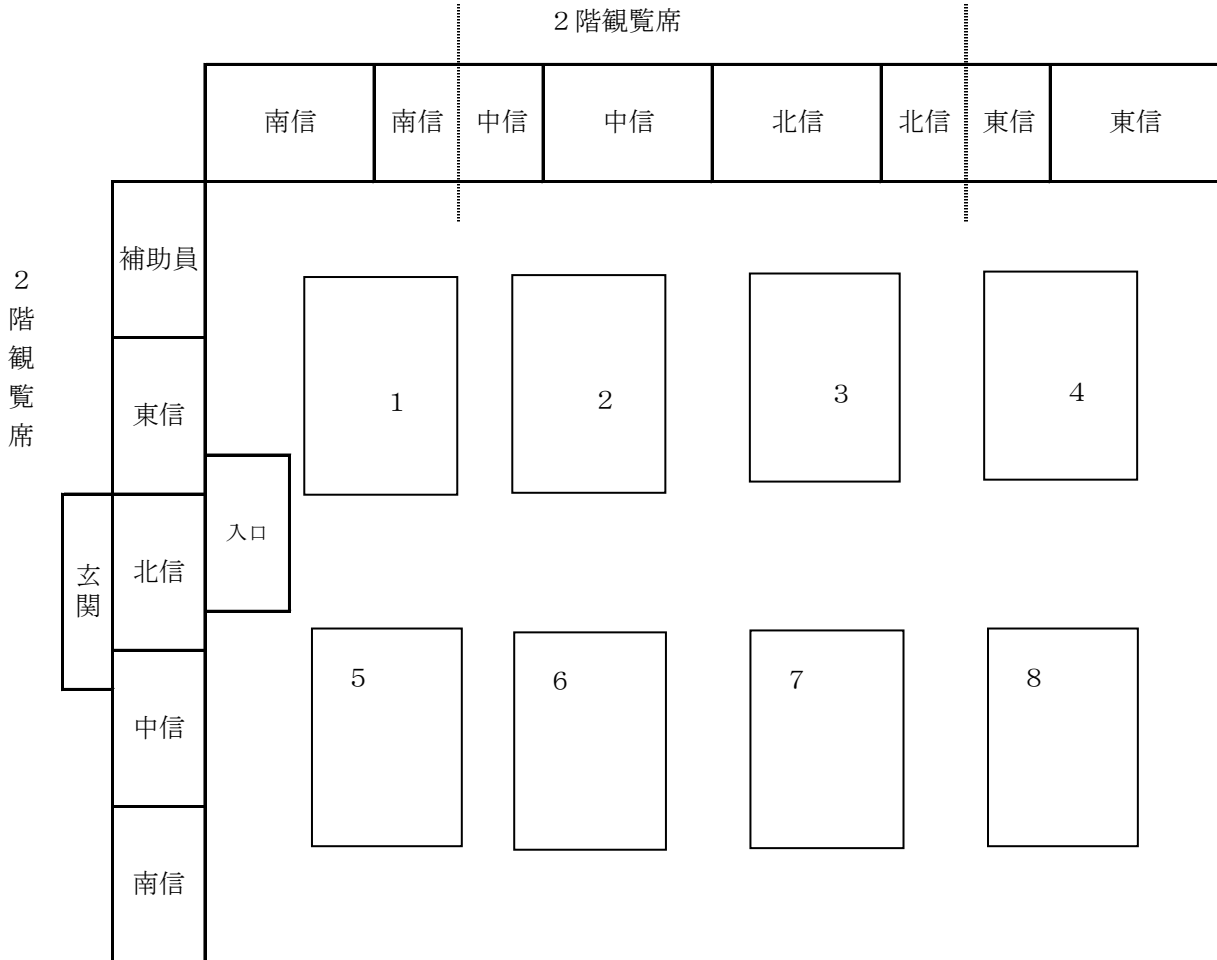 ２階観覧席
南信 南信 中信 中信 北信 北信 東信 東信
２階観覧席
補助員
東信
北信
中信
南信
玄関
入口
１ ２ ３ ４
５ ６ ７ ８